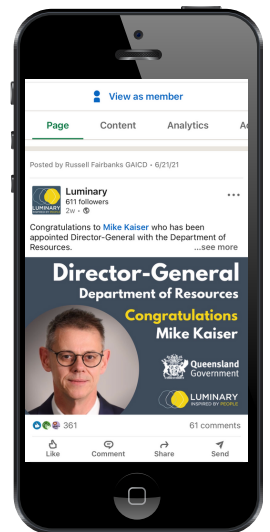 View as member
Page Content Analytics
Posted by Russell Fairbanks GAICD • 6/21/21
Luminary
611 followers
2w •
Congratulations to Mike Kaiser who has been
appointed Director-General with the Department of
Resources. ...see more
Director-General
Department of Resources
Congratulations
Mike Kaiser
Queensland
Government
LUMINARY
INSPIRED BY PEOPLE
361 61 comments
Like Comment Share Send